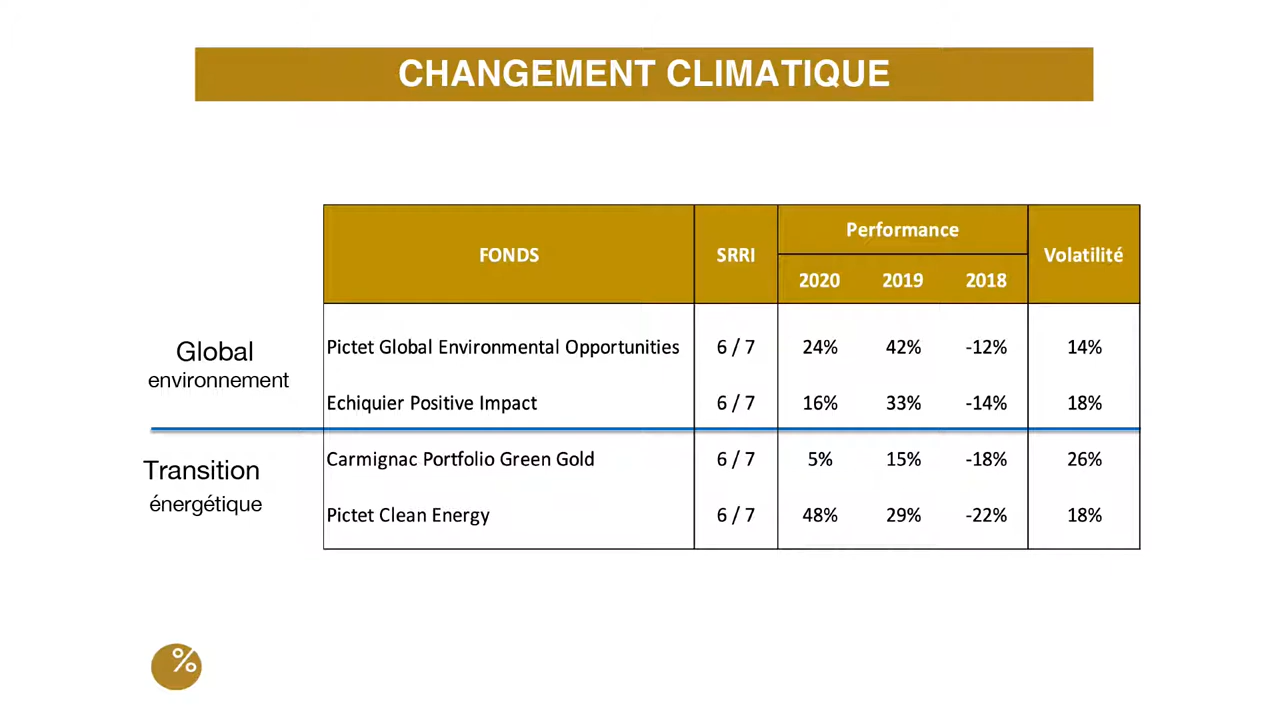 CHANGEMENT CLIMATIQUE
FONDS SRRI Performance Volatilité
2020 2019 2018
Global
environnement
Pictet Global Environmental Opportunities 6 / 7 24% 42% -12% 14%
Echiquier Positive Impact 6 / 7 16% 33% -14% 18%
Transition
énergétique
Carmignac Portfolio Green Gold 6 / 7 5% 15% -18% 26%
Pictet Clean Energy 6 / 7 48% 29% -22% 18%
%